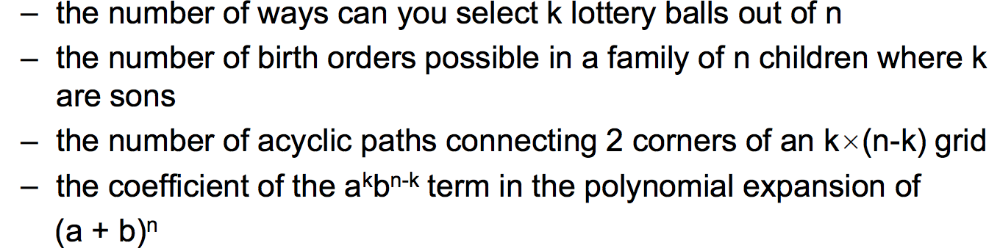 – the number of ways can you select k lottery balls out of n
– the number of birth orders possible in a family of n children where k
are sons
– the number of acyclic paths connecting 2 corners of an k×(n-k) grid
– the coefficient of the aᵏbⁿ⁻ᵏ term in the polynomial expansion of
(a + b)ⁿ